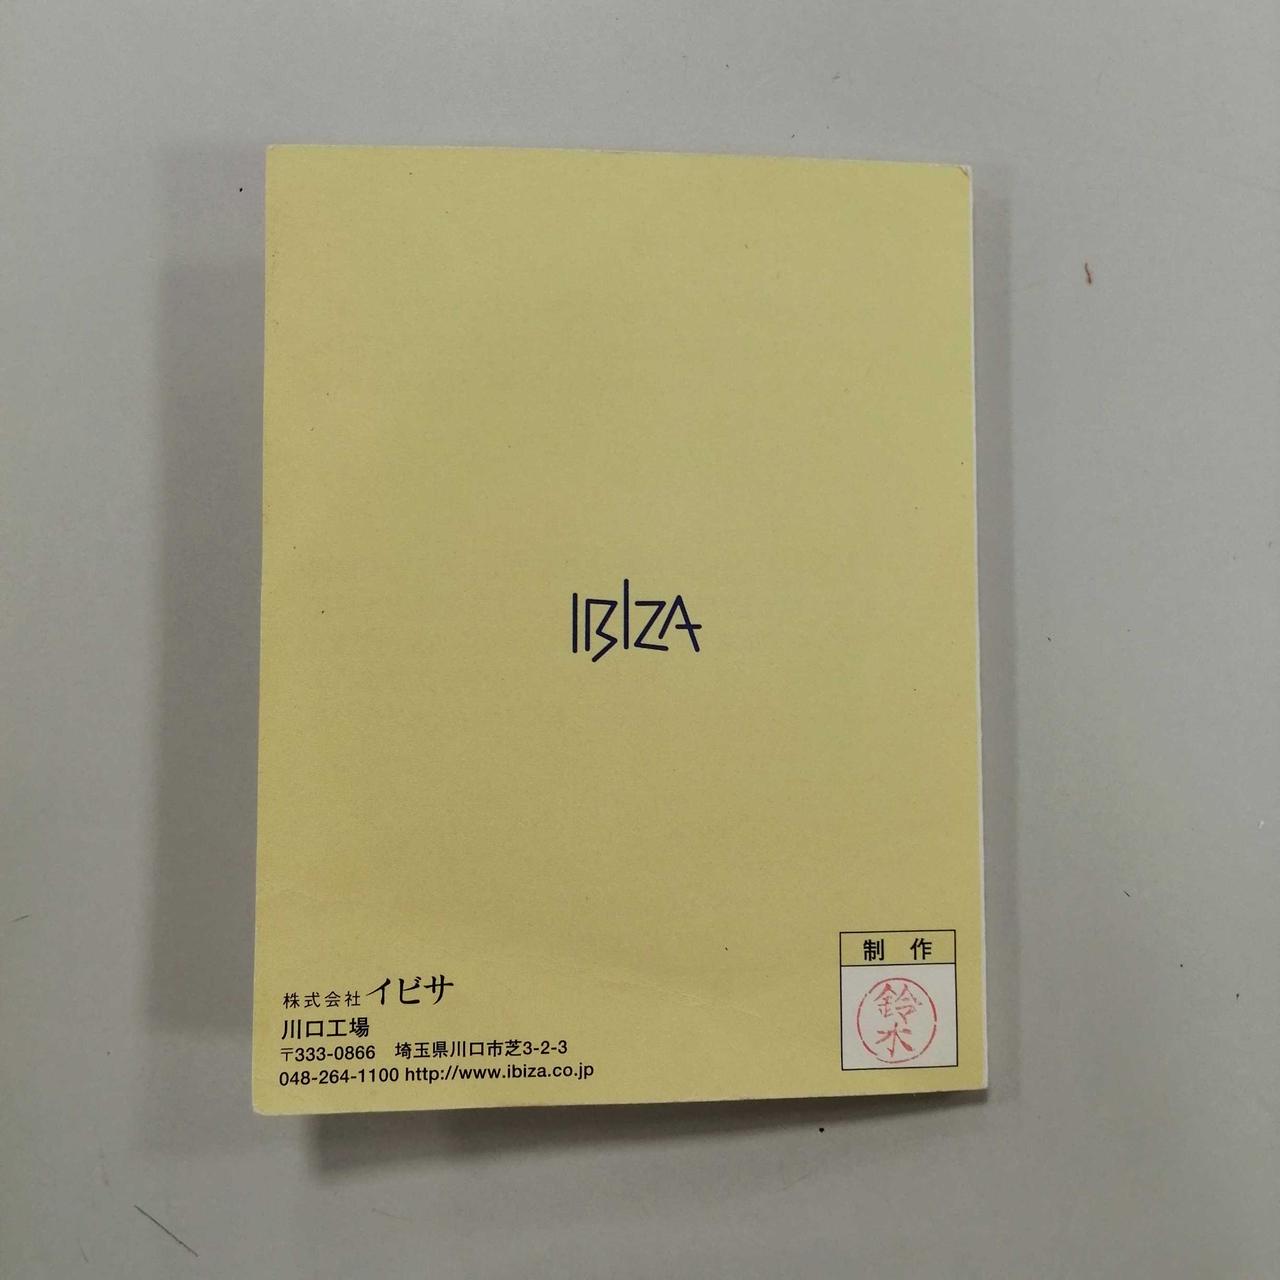 IBIZA
株式会社イビサ
川口工場
〒333-0866 埼玉県川口市芝3-2-3
048-264-1100 http://www.ibiza.co.jp
制作
鈴木